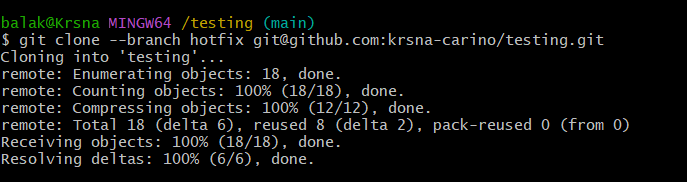 balak@Krsna MINGW64 /testing (main)
$ git clone --branch hotfix git@github.com:krsna-carino/testing.git
Cloning into 'testing'...
remote: Enumerating objects: 18, done.
remote: Counting objects: 100% (18/18), done.
remote: Compressing objects: 100% (12/12), done.
remote: Total 18 (delta 6), reused 8 (delta 2), pack-reused 0 (from 0)
Receiving objects: 100% (18/18), done.
Resolving deltas: 100% (6/6), done.